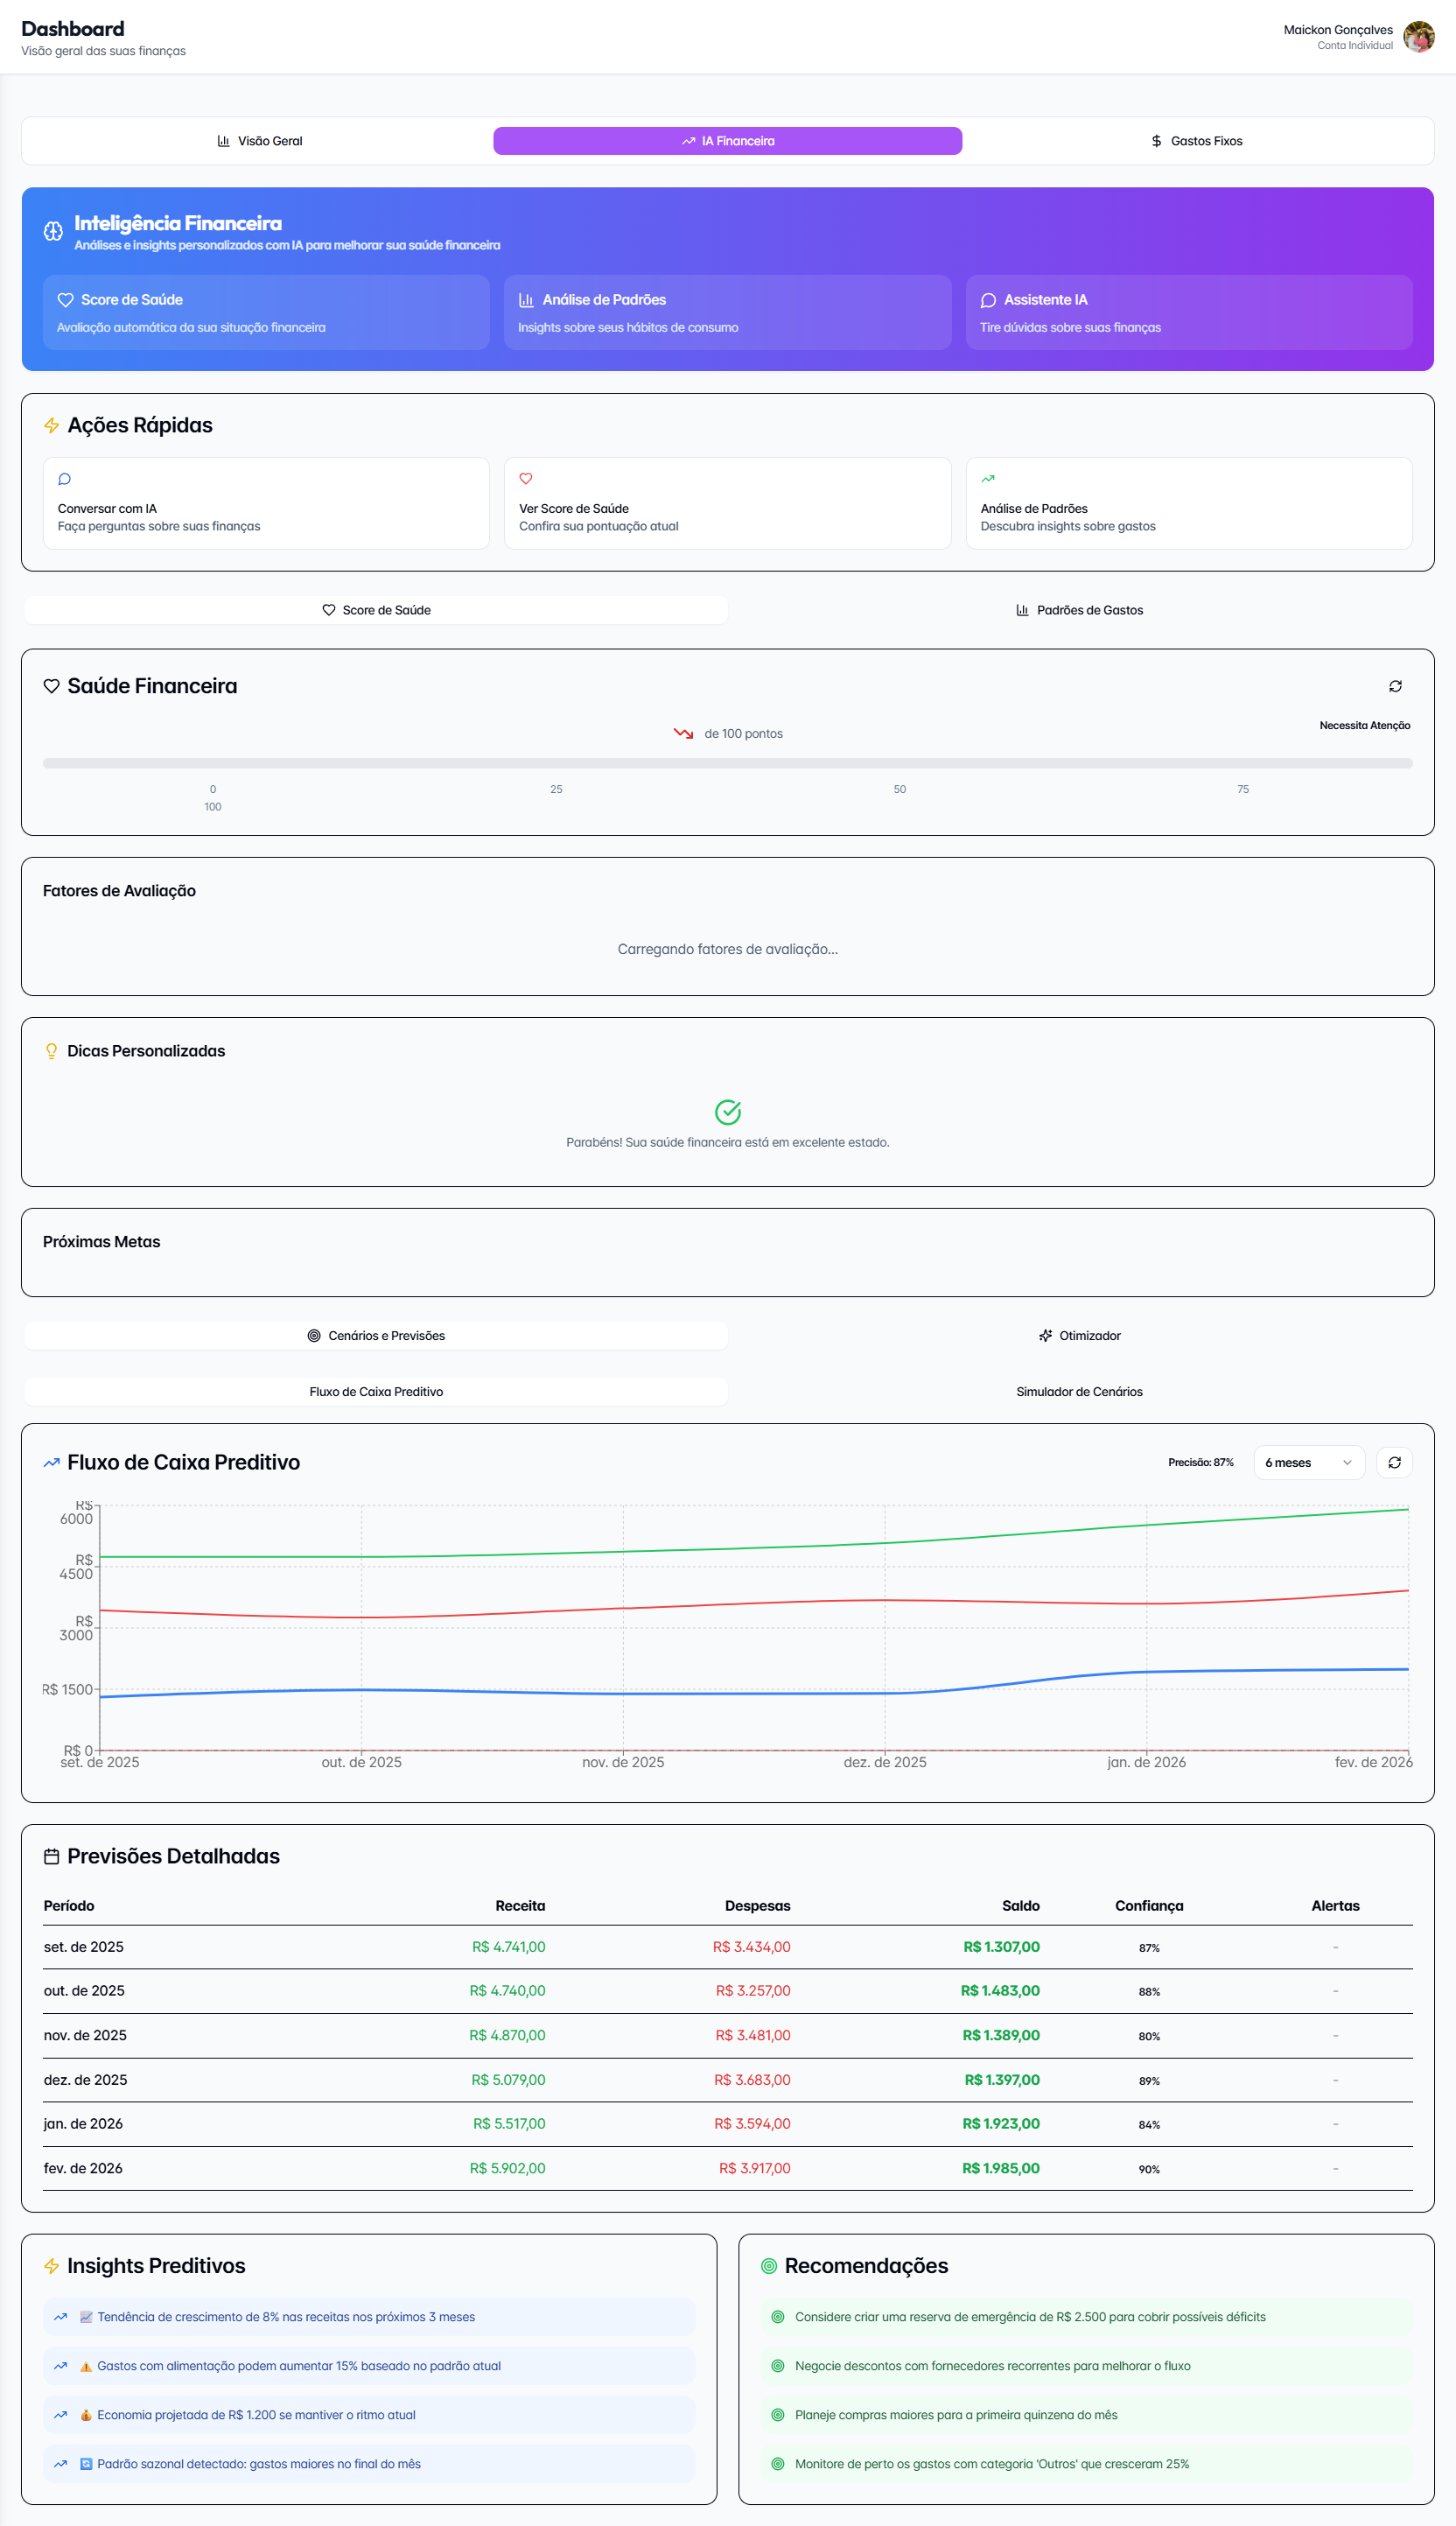 Dashboard
Visão geral das suas finanças
Maickon Gonçalves
Conta Individual
Visão Geral
IA Financeira
Gastos Fixos
Inteligência Financeira
Análises e insights personalizados com IA para melhorar sua saúde financeira
Score de Saúde
Avaliação automática da sua situação financeira
Análise de Padrões
Insights sobre seus hábitos de consumo
Assistente IA
Tire dúvidas sobre suas finanças
Ações Rápidas
Conversar com IA
Faça perguntas sobre suas finanças
Ver Score de Saúde
Confira sua pontuação atual
Análise de Padrões
Descubra insights sobre gastos
Score de Saúde
Padrões de Gastos
Saúde Financeira
de 100 pontos
Necessita Atenção
0 25 50 75
100
Fatores de Avaliação
Carregando fatores de avaliação...
Dicas Personalizadas
Parabéns! Sua saúde financeira está em excelente estado.
Próximas Metas
Cenários e Previsões
Otimizador
Fluxo de Caixa Preditivo
Simulador de Cenários
Fluxo de Caixa Preditivo
Precisão: 87%
6 meses
R$
6000
R$
4500
R$
3000
R$ 1500
R$ 0
set. de 2025 out. de 2025 nov. de 2025 dez. de 2025 jan. de 2026 fev. de 2026
Previsões Detalhadas
Período Receita Despesas Saldo Confiança Alertas
set. de 2025 R$ 4.741,00 R$ 3.434,00 R$ 1.307,00 87% -
out. de 2025 R$ 4.740,00 R$ 3.257,00 R$ 1.483,00 88% -
nov. de 2025 R$ 4.870,00 R$ 3.481,00 R$ 1.389,00 80% -
dez. de 2025 R$ 5.079,00 R$ 3.683,00 R$ 1.397,00 89% -
jan. de 2026 R$ 5.517,00 R$ 3.594,00 R$ 1.923,00 84% -
fev. de 2026 R$ 5.902,00 R$ 3.917,00 R$ 1.985,00 90% -
Insights Preditivos
Tendência de crescimento de 8% nas receitas nos próximos 3 meses
Gastos com alimentação podem aumentar 15% baseado no padrão atual
Economia projetada de R$ 1.200 se mantiver o ritmo atual
Padrão sazonal detectado: gastos maiores no final do mês
Recomendações
Considere criar uma reserva de emergência de R$ 2.500 para cobrir possíveis déficits
Negocie descontos com fornecedores recorrentes para melhorar o fluxo
Planeje compras maiores para a primeira quinzena do mês
Monitore de perto os gastos com categoria 'Outros' que cresceram 25%